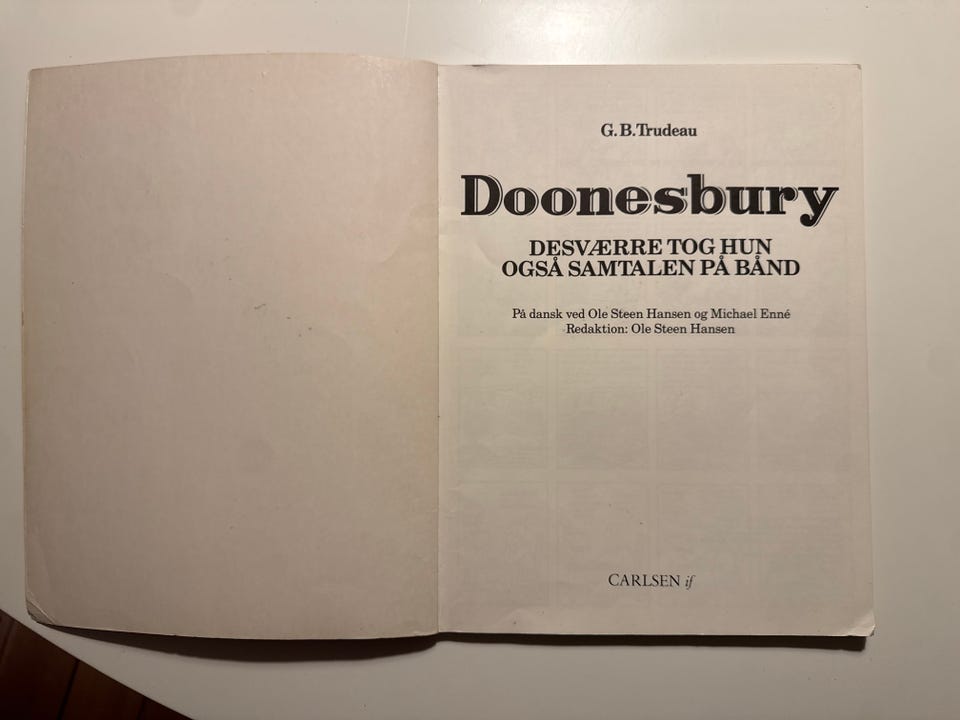 G.B.Trudeau
Doonesbury
DESVÆRRE TOG HUN
OGSÅ SAMTALEN PÅ BÅND
På dansk ved Ole Steen Hansen og Michael Enné
Redaktion: Ole Steen Hansen
CARLSEN if